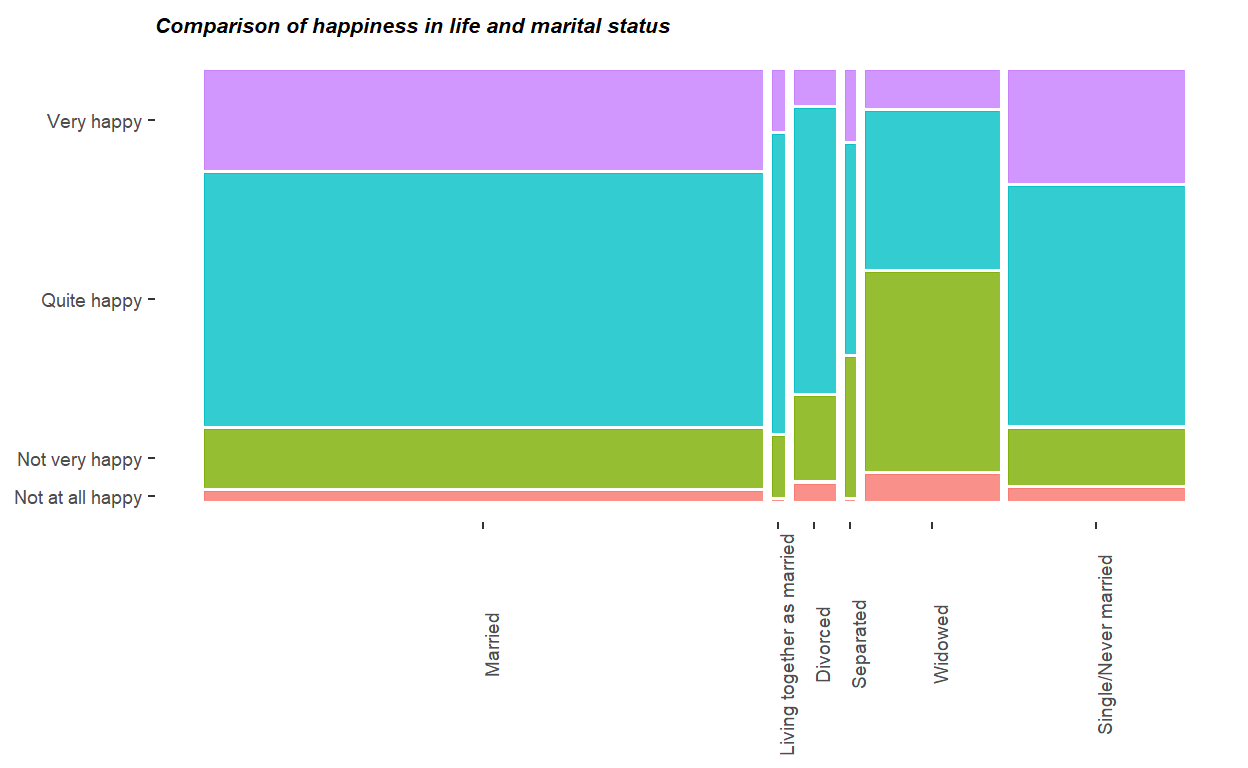 Comparison of happiness in life and marital status
Very happy
Quite happy
Not very happy
Not at all happy
Married
Living together as married
Divorced
Separated
Widowed
Single/Never married